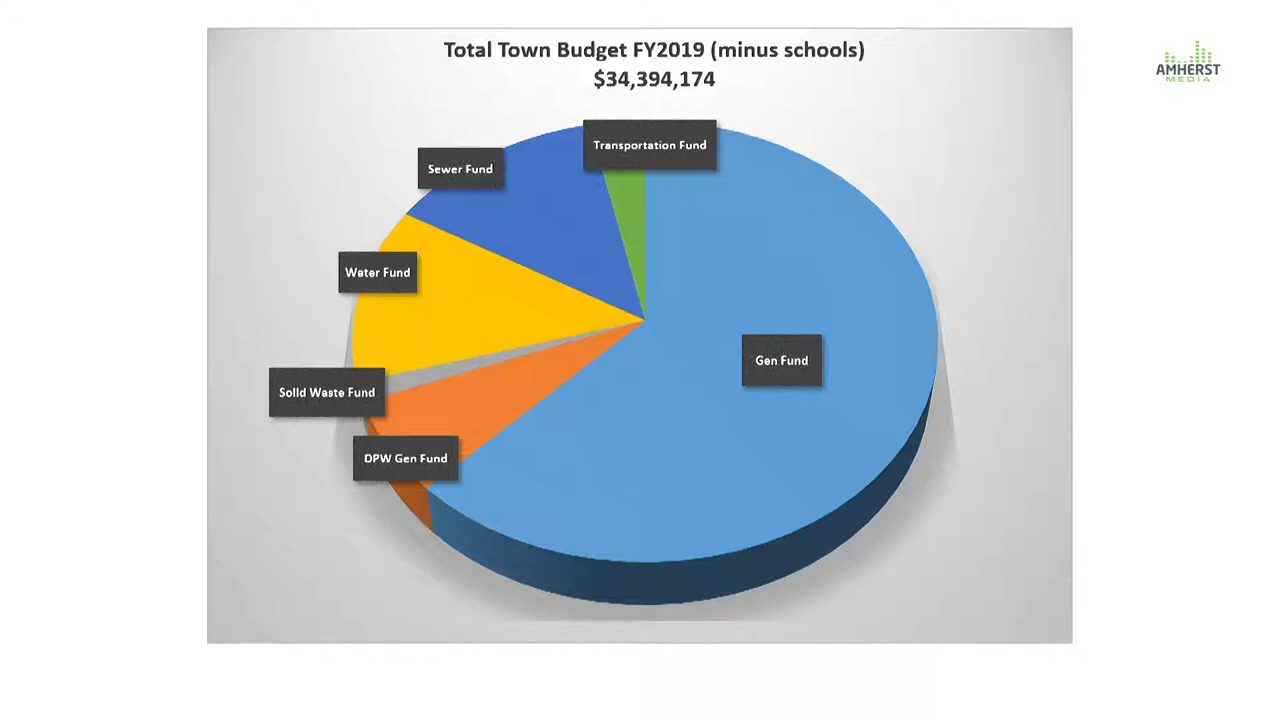 Total Town Budget FY2019 (minus schools)
$34,394,174
AMHERST
MEDIA
Transportation Fund
Sewer Fund
Water Fund
Gen Fund
Solid Waste Fund
DPW Gen Fund